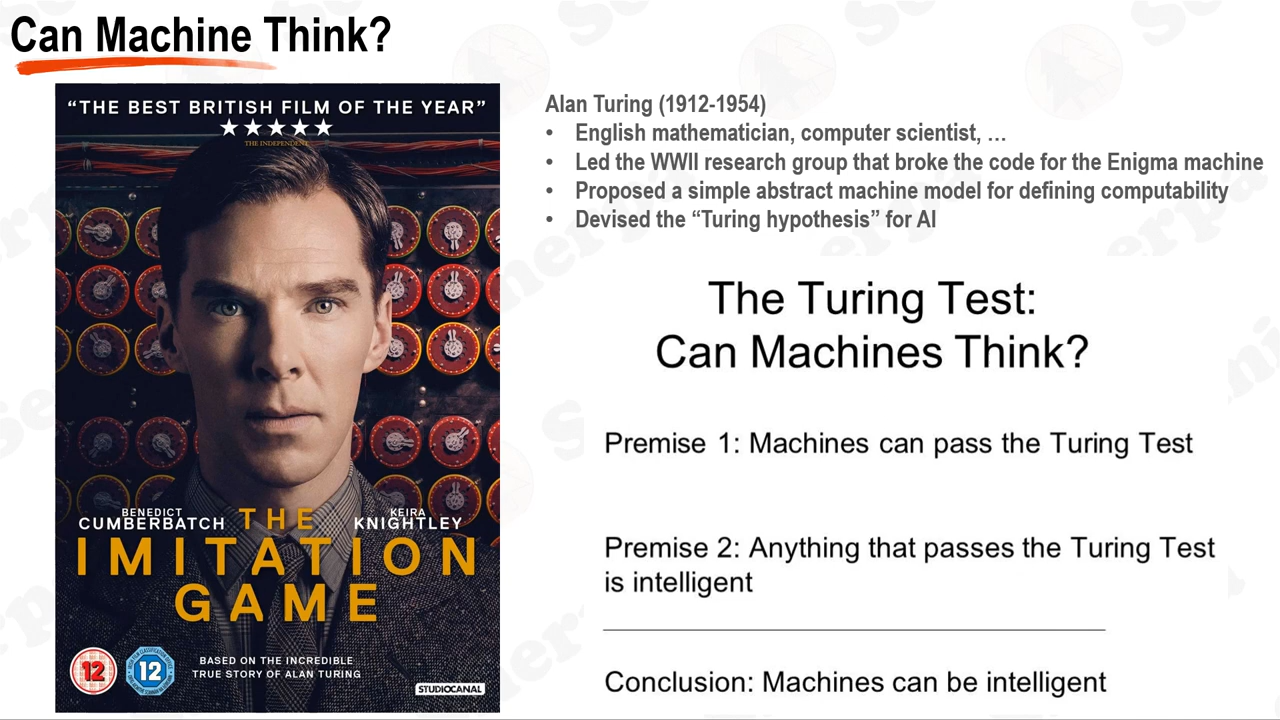 Can Machine Think?
“THE BEST BRITISH FILM OF THE YEAR”
THE INDEPENDENT
BENEDICT
CUMBERBATCH
KEIRA
KNIGHTLEY
THE
IMITATION
GAME
12
12
BASED ON THE INCREDIBLE
TRUE STORY OF ALAN TURING
STUDIOCANAL
Alan Turing (1912-1954)
• English mathematician, computer scientist, …
• Led the WWII research group that broke the code for the Enigma machine
• Proposed a simple abstract machine model for defining computability
• Devised the “Turing hypothesis” for AI
The Turing Test:
Can Machines Think?
Premise 1: Machines can pass the Turing Test
Premise 2: Anything that passes the Turing Test
is intelligent
Conclusion: Machines can be intelligent